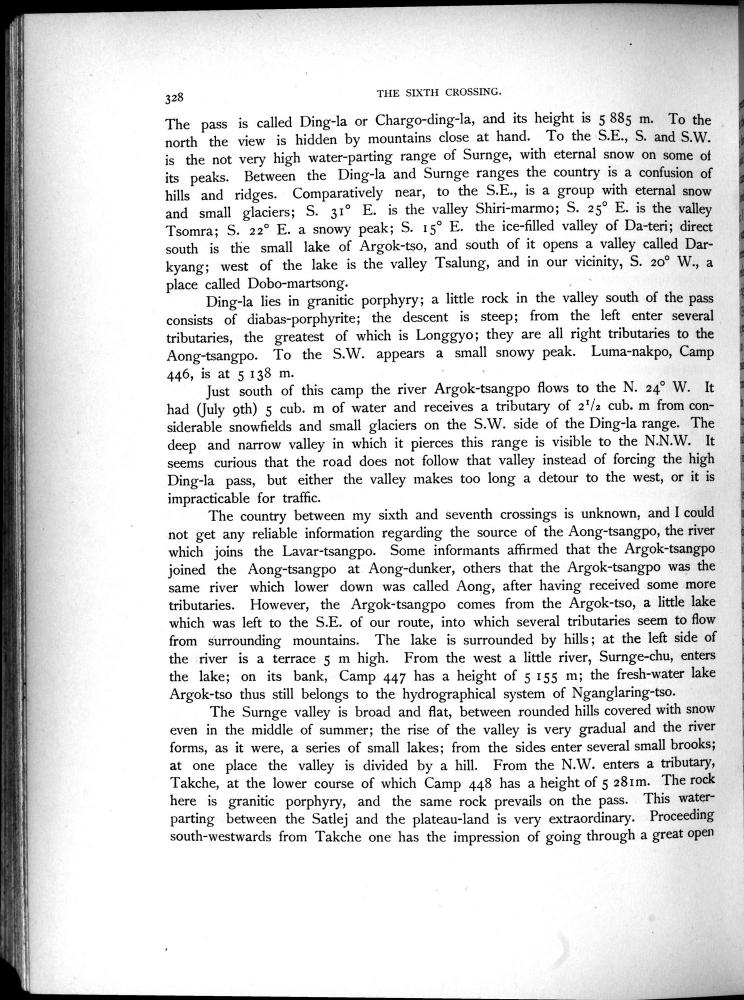 328
THE SIXTH CROSSING.
The pass is called Ding-la or Chargo-ding-la, and its height is 5 885 m. To the
north the view is hidden by mountains close at hand. To the S.E., S. and S.W.
is the not very high water-parting range of Surnge, with eternal snow on some of
its peaks. Between the Ding-la and Surnge ranges the country is a confusion of
hills and ridges. Comparatively near, to the S.E., is a group with eternal snow
and small glaciers; S. 31° E. is the valley Shiri-marmo; S. 25° E. is the valley
Tsomra; S. 22° E. a snowy peak; S. 15° E. the ice-filled valley of Da-teri; direct
south is the small lake of Argok-tso, and south of it opens a valley called Dar-
kyang; west of the lake is the valley Tsalung, and in our vicinity, S. 20° W., a
place called Dobo-martsong.
Ding-la lies in granitic porphyry; a little rock in the valley south of the pass
consists of diabas-porphyrite; the descent is steep; from the left enter several
tributaries, the greatest of which is Longgyo; they are all right tributaries to the
Aong-tsangpo. To the S.W. appears a small snowy peak. Luma-nakpo, Camp
446, is at 5 138 m.
Just south of this camp the river Argok-tsangpo flows to the N. 24° W. It
had (July 9th) 5 cub. m of water and receives a tributary of 2¹/2 cub. m from con-
siderable snowfields and small glaciers on the S.W. side of the Ding-la range. The
deep and narrow valley in which it pierces this range is visible to the N.N.W. It
seems curious that the road does not follow that valley instead of forcing the high
Ding-la pass, but either the valley makes too long a detour to the west, or it is
impracticable for traffic.
The country between my sixth and seventh crossings is unknown, and I could
not get any reliable information regarding the source of the Aong-tsangpo, the river
which joins the Lavar-tsangpo. Some informants affirmed that the Argok-tsangpo
joined the Aong-tsangpo at Aong-dunker, others that the Argok-tsangpo was the
same river which lower down was called Aong, after having received some more
tributaries. However, the Argok-tsangpo comes from the Argok-tso, a little lake
which was left to the S.E. of our route, into which several tributaries seem to flow
from surrounding mountains. The lake is surrounded by hills; at the left side of
the river is a terrace 5 m high. From the west a little river, Surnge-chu, enters
the lake; on its bank, Camp 447 has a height of 5 155 m; the fresh-water lake
Argok-tso thus still belongs to the hydrographical system of Nganglaring-tso.
The Surnge valley is broad and flat, between rounded hills covered with snow
even in the middle of summer; the rise of the valley is very gradual and the river
forms, as it were, a series of small lakes; from the sides enter several small brooks;
at one place the valley is divided by a hill. From the N.W. enters a tributary,
Takche, at the lower course of which Camp 448 has a height of 5 281m. The rock
here is granitic porphyry, and the same rock prevails on the pass. This water-
parting between the Satlej and the plateau-land is very extraordinary. Proceeding
south-westwards from Takche one has the impression of going through a great open